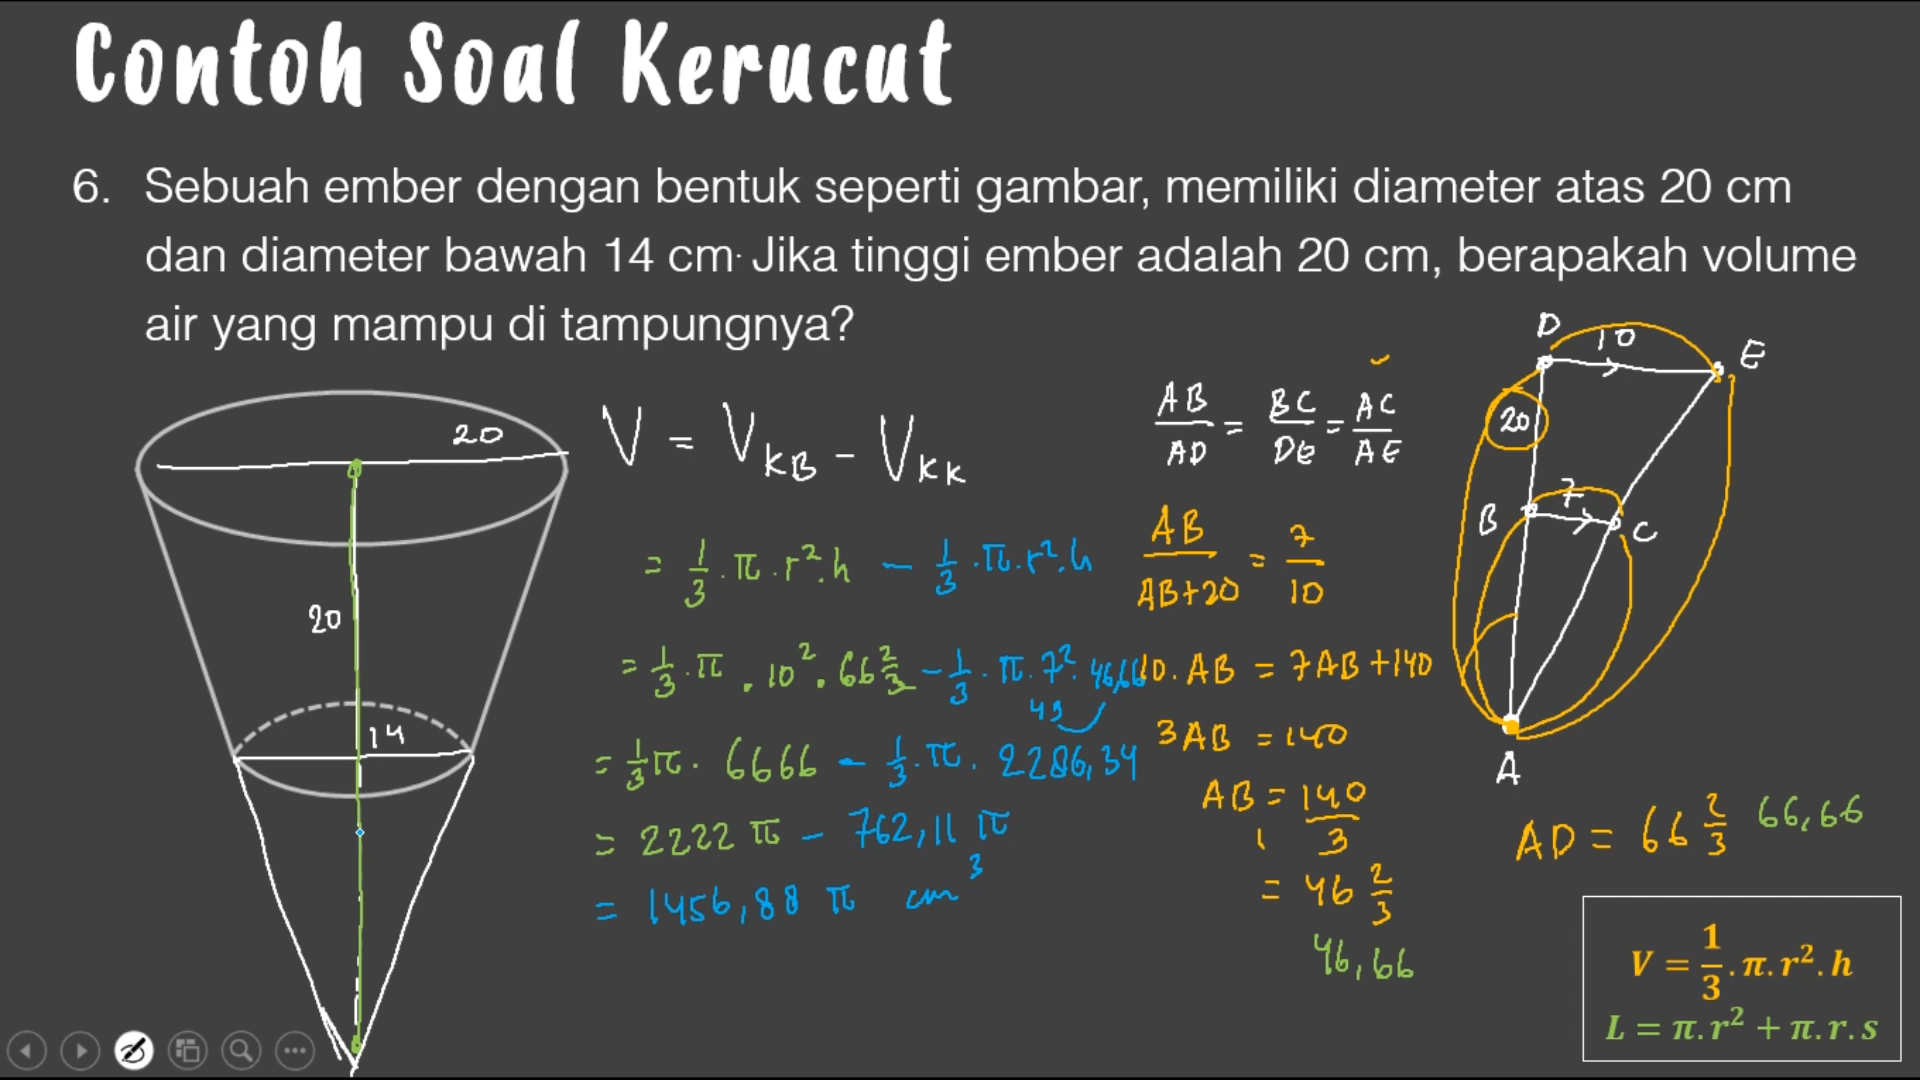 Contoh Soal Kerucut
6. Sebuah ember dengan bentuk seperti gambar, memiliki diameter atas 20 cm
dan diameter bawah 14 cm. Jika tinggi ember adalah 20 cm, berapakah volume
air yang mampu di tampungnya?
20
20
14
V = V_KB - V_KK
= 1/3 . π . r². h - 1/3 . π. r². h
= 1/3 . π . 10² . 66 2/3 - 1/3 . π. 7². 46,66
49
= 1/3 π. 6666 - 1/3 . π. 2286,34
= 2222 π - 762,11 π
= 1456,88 π cm³
AB/AD = BC/DE = AC/AE
AB/AB+20 = 7/10
10. AB = 7AB + 140
3AB = 140
AB = 140/3
= 46 2/3
46,66
D
10
E
20
B
7
C
A
AD = 66 2/3 66,66
V = 1/3 . π. r². h
L = π. r² + π. r. s